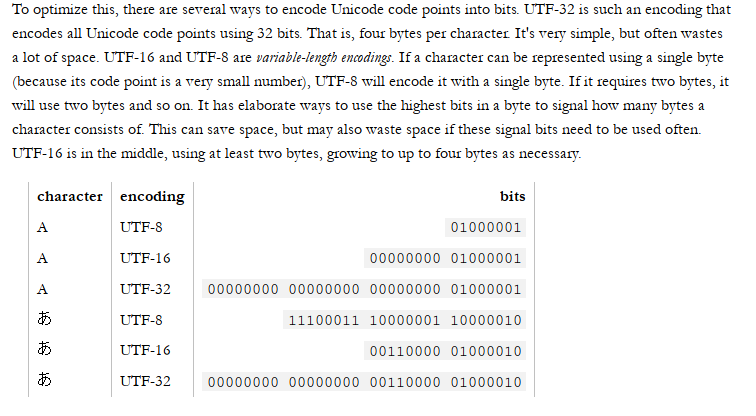 To optimize this, there are several ways to encode Unicode code points into bits. UTF-32 is such an encoding that
encodes all Unicode code points using 32 bits. That is, four bytes per character. It's very simple, but often wastes
a lot of space. UTF-16 and UTF-8 are variable-length encodings. If a character can be represented using a single byte
(because its code point is a very small number), UTF-8 will encode it with a single byte. If it requires two bytes, it
will use two bytes and so on. It has elaborate ways to use the highest bits in a byte to signal how many bytes a
character consists of. This can save space, but may also waste space if these signal bits need to be used often.
UTF-16 is in the middle, using at least two bytes, growing to up to four bytes as necessary.
character encoding bits
A UTF-8 01000001
A UTF-16 00000000 01000001
A UTF-32 00000000 00000000 00000000 01000001
あ UTF-8 11100011 10000001 10000010
あ UTF-16 00110000 01000010
あ UTF-32 00000000 00000000 00110000 01000010